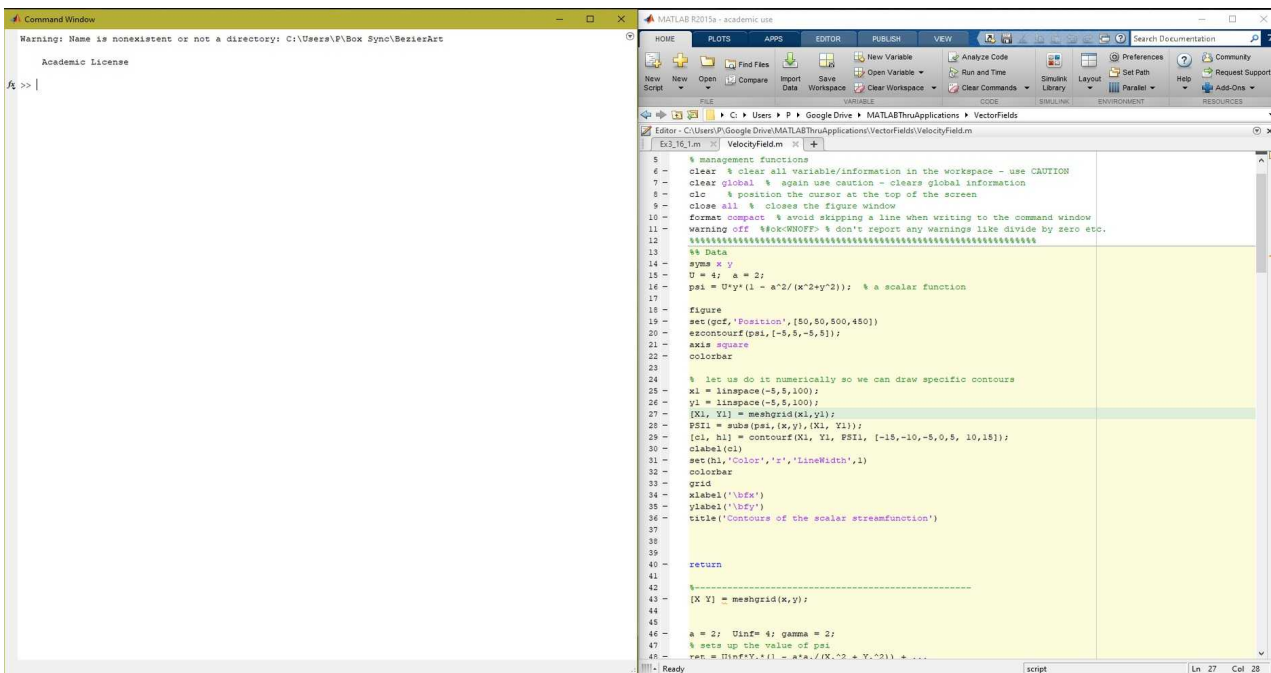 Command Window
Warning: Name is nonexistent or not a directory: C:\Users\P\Box Sync\BezierArt
Academic License
fx >>
MATLAB R2015a - academic use
HOME PLOTS APPS EDITOR PUBLISH VIEW Search Documentation
New Script
New
Open
Find Files
Compare
Import Data
Save Workspace
New Variable
Open Variable
Clear Workspace
Analyze Code
Run and Time
Clear Commands
Simulink Library
Layout
Preferences
Set Path
Parallel
Help
Community
Request Support
Add-Ons
FILE VARIABLE CODE SIMULINK ENVIRONMENT RESOURCES
C: Users P Google Drive MATLABThruApplications VectorFields
Editor - C:\Users\P\Google Drive\MATLABThruApplications\VectorFields\VelocityField.m
Ex3_16_1.m VelocityField.m +
5 % management functions
6 - clear % clear all variable/information in the workspace - use CAUTION
7 - clear global % again use caution - clears global information
8 - clc % position the cursor at the top of the screen
9 - close all % closes the figure window
10 - format compact % avoid skipping a line when writing to the command window
11 - warning off %#ok<WNOFF> % don't report any warnings like divide by zero etc.
12 %%%%%%%%%%%%%%%%%%%%%%%%%%%%%%%%%%%%%%%%%%%%%%%%%%%%%%%%%%%%%%%
13 %% Data
14 - syms x y
15 - U = 4; a = 2;
16 - psi = U*y*(1 - a^2/(x^2+y^2)); % a scalar function
17
18 - figure
19 - set(gcf,'Position',[50,50,500,450])
20 - ezcontourf(psi,[-5,5,-5,5]);
21 - axis square
22 - colorbar
23
24 % let us do it numerically so we can draw specific contours
25 - x1 = linspace(-5,5,100);
26 - y1 = linspace(-5,5,100);
27 - [X1, Y1] = meshgrid(x1,y1);
28 - PSI1 = subs(psi,{x,y},{X1, Y1});
29 - [c1, h1] = contourf(X1, Y1, PSI1, [-15,-10,-5,0,5, 10,15]);
30 - clabel(c1)
31 - set(h1,'Color','r','LineWidth',1)
32 - colorbar
33 - grid
34 - xlabel('\bfx')
35 - ylabel('\bfy')
36 - title('Contours of the scalar streamfunction')
37
38
39
40 - return
41
42 %---------------------------------------------------
43 - [X Y] = meshgrid(x,y);
44
45
46 - a = 2; Uinf= 4; gamma = 2;
47 % sets up the value of psi
48 - ret = Uinf*Y.*(1 - a*a./(X.^2 + Y.^2)) + ...
Ready script Ln 27 Col 28